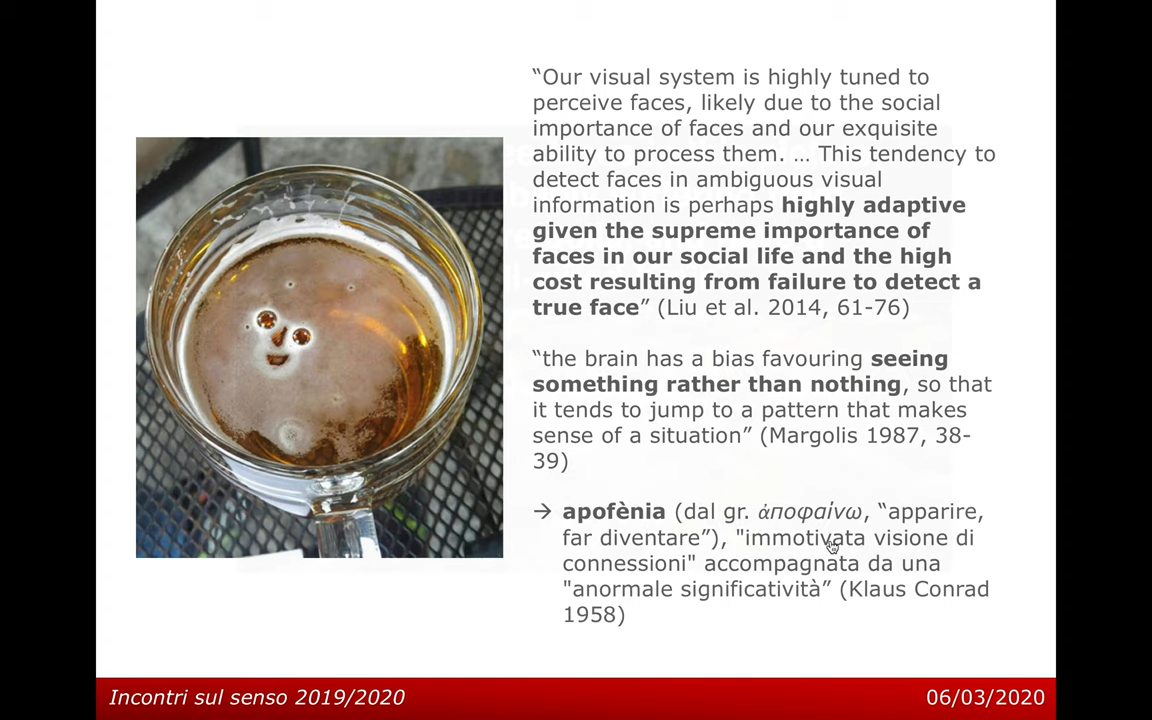 “Our visual system is highly tuned to
perceive faces, likely due to the social
importance of faces and our exquisite
ability to process them. … This tendency to
detect faces in ambiguous visual
information is perhaps highly adaptive
given the supreme importance of
faces in our social life and the high
cost resulting from failure to detect a
true face” (Liu et al. 2014, 61-76)
“the brain has a bias favouring seeing
something rather than nothing, so that
it tends to jump to a pattern that makes
sense of a situation” (Margolis 1987, 38-
39)
→ apofènia (dal gr. ἀποφαίνω, “apparire,
far diventare”), "immotivata visione di
connessioni" accompagnata da una
"anormale significatività” (Klaus Conrad
1958)
Incontri sul senso 2019/2020
06/03/2020